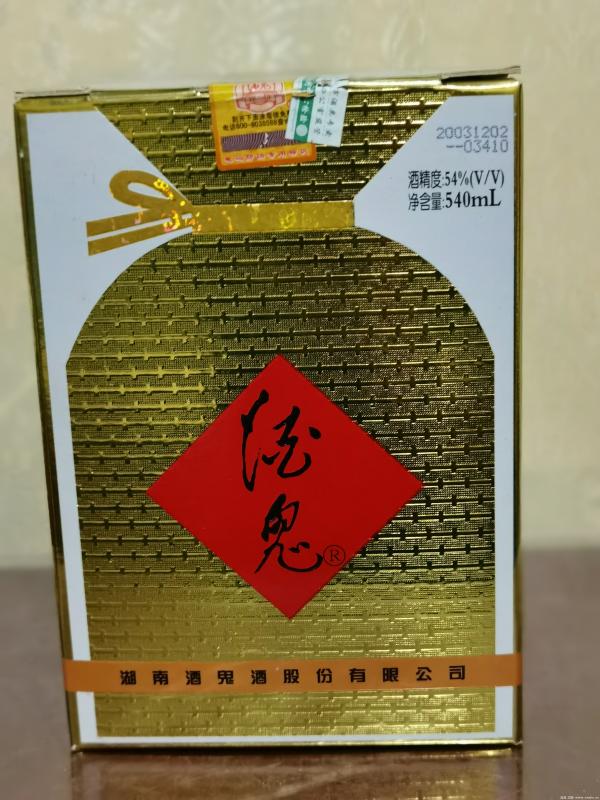 20031202
--03410
酒精度:54%(V/V)
净含量:540mL
酒
鬼®
湖南酒鬼酒股份有限公司